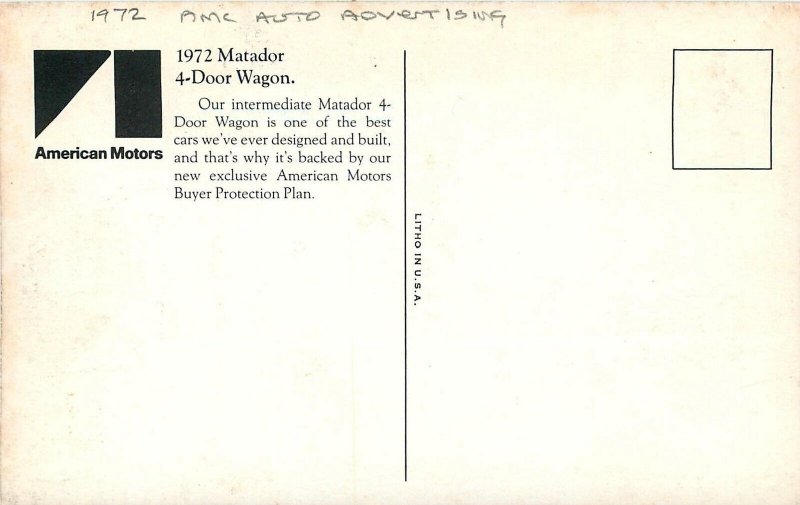 1972 AMC AUTO ADVERTISING
1972 Matador
4-Door Wagon.
Our intermediate Matador 4-
Door Wagon is one of the best
cars we've ever designed and built,
and that's why it's backed by our
new exclusive American Motors
Buyer Protection Plan.
American Motors
LITHO IN U.S.A.